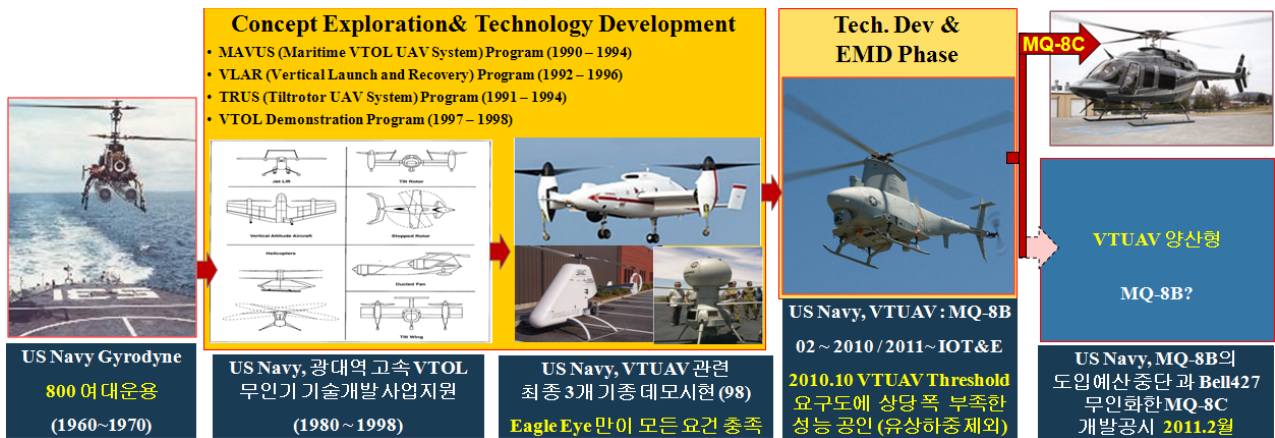 Concept Exploration& Technology Development
• MAVUS (Maritime VTOL UAV System) Program (1990 – 1994)
• VLAR (Vertical Launch and Recovery) Program (1992 – 1996)
• TRUS (Tiltrotor UAV System) Program (1991 – 1994)
• VTOL Demonstration Program (1997 – 1998)
Tech. Dev &
EMD Phase
MQ-8C
Jet Lift
Tilt Rotor
Vertical Attitude Aircraft
Stopped Rotor
Helicopters
Ducted Fan
Tilt Wing
VTUAV 양산형
MQ-8B?
US Navy Gyrodyne
800 여대운용
(1960~1970)
US Navy, 광대역 고속 VTOL
무인기 기술개발 사업지원
(1980 ~ 1998)
US Navy, VTUAV 관련
최종 3개 기종 데모시현 (98)
Eagle Eye 만이 모든 요건 충족
US Navy, VTUAV : MQ-8B
02 ~ 2010 / 2011~ IOT&E
2010.10 VTUAV Threshold
요구도에 상당 폭 부족한
성능 공인 (유상하중 제외)
US Navy, MQ-8B의
도입예산 중단 과 Bell427
무인화한 MQ-8C
개발공시 2011.2월